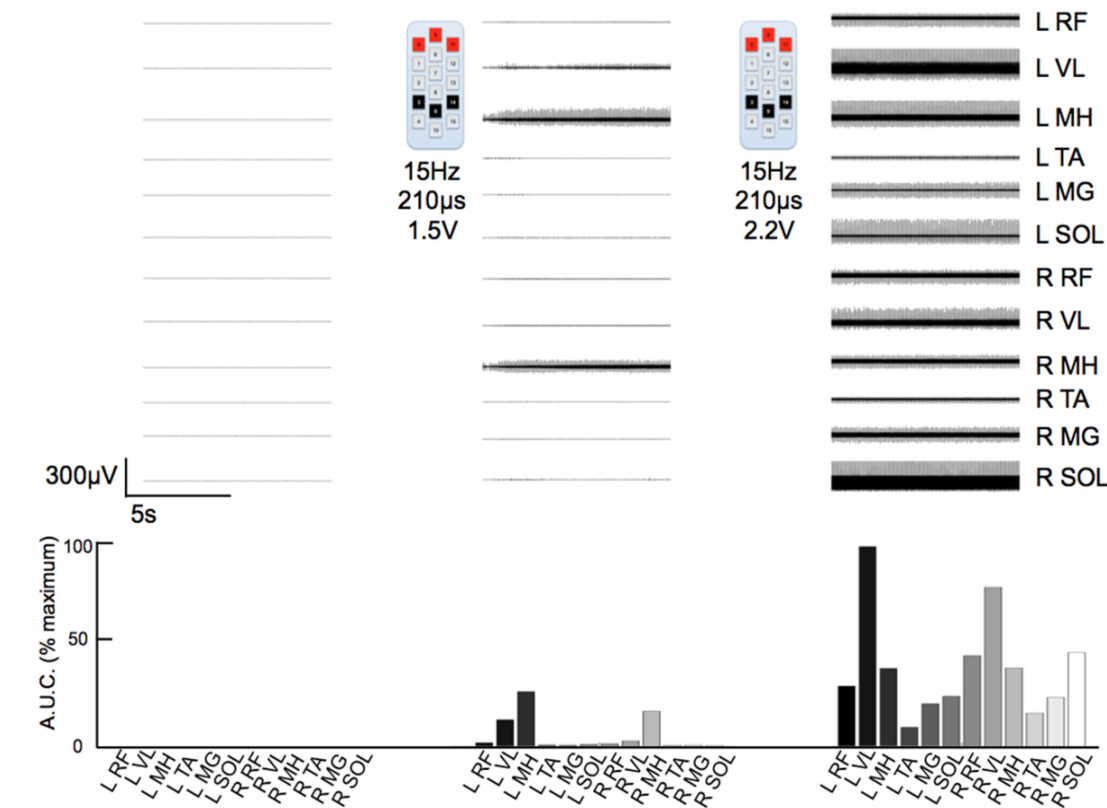 L RF
L VL
L MH
L TA
L MG
L SOL
R RF
R VL
R MH
R TA
R MG
R SOL
15Hz
210µs
1.5V
15Hz
210µs
2.2V
300µV
5s
A.U.C. (% maximum)
100
50
0
L RF
L VL
L MH
L TA
L MG
L SOL
L RF
R VL
R MH
R TA
R MG
R SOL
L RF
L VL
L MH
L TA
L MG
L SOL
L RF
R VL
R MH
R TA
R MG
R SOL
L RF
L VL
L MH
L TA
L MG
L SOL
L RF
R VL
R MH
R TA
R MG
R SOL